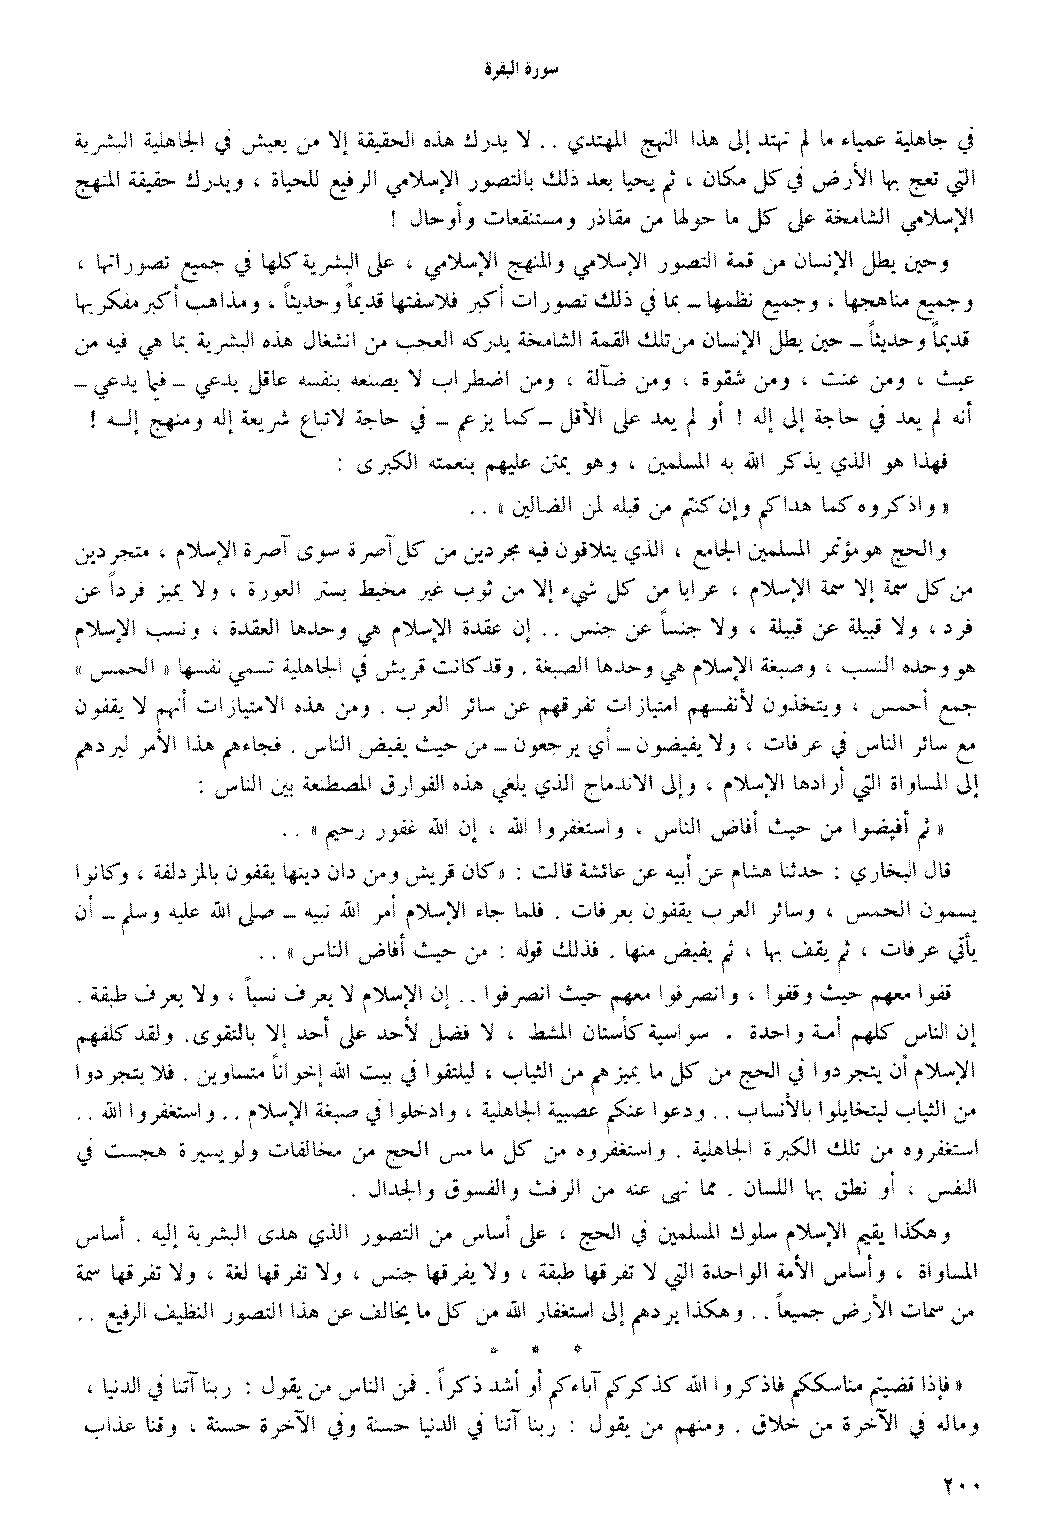 سورة البقرة
في جاهلية عمياء ما لم تهتد إلى هذا النهج المهتدي .. لا يدرك هذه الحقيقة إلا من يعيش في الجاهلية البشرية
التي تعج بها الأرض في كل مكان ، ثم يحيا بعد ذلك بالتصور الإسلامي الرفيع للحياة ، ويدرك حقيقة المنهج
الإسلامي الشامخة على كل ما حولها من مقاذر ومستنقعات وأوحال !
وحين يطل الإنسان من قمة التصور الإسلامي والمنهج الإسلامي ، على البشرية كلها في جميع تصوراتها ،
وجميع مناهجها ، وجميع نظمها – بما في ذلك تصورات أكبر فلاسفتها قديماً وحديثاً ، ومذاهب أكبر مفكريها
قديماً وحديثاً – حين يطل الإنسان من تلك القمة الشامخة يدركه العجب من انشغال هذه البشرية بما هي فيه من
عبث ، ومن عنت ، ومن شقوة ، ومن ضآلة ، ومن اضطراب لا يصنعه بنفسه عاقل يدعي – فيما يدعي –
أنه لم يعد في حاجة إلى إله ! أو لم يعد على الأقل – كما يزعم – في حاجة لاتباع شريعة إله ومنهج إلـه !
فهذا هو الذي يذكر الله به المسلمين ، وهو يمتن عليهم بنعمته الكبرى :
« واذكروه كما هداكم وإن كنتم من قبله لمن الضالين » ..
والحج هو مؤتمر المسلمين الجامع ، الذي يتلاقون فيه مجردين من كل آصرة سوى آصرة الإسلام ، متجردين
من كل سمة إلا سمة الإسلام ، عرايا من كل شيء إلا من ثوب غير مخيط يستر العورة ، ولا يميز فرداً عن
فرد، ولا قبيلة عن قبيلة ، ولا جنساً عن جنس .. إن عقدة الإسلام هي وحدها العقدة ، ونسب الإسلام
هو وحده النسب ، وصبغة الإسلام هي وحدها الصبغة . وقد كانت قريش في الجاهلية تسمي نفسها « الحمس »
جمع أحمس ، ويتخذون لأنفسهم امتيازات تفرقهم عن سائر العرب . ومن هذه الامتيازات أنهم لا يقفون
مع سائر الناس في عرفات ، ولا يفيضون – أي يرجعون – من حيث يفيض الناس . فجاءهم هذا الأمر ليردهم
إلى المساواة التي أرادها الإسلام ، وإلى الاندماج الذي يلغي هذه الفوارق المصطنعة بين الناس :
« ثم أفيضوا من حيث أفاض الناس ، واستغفروا الله ، إن الله غفور رحيم » ..
قال البخاري : حدثنا هشام عن أبيه عن عائشة قالت : « كان قريش ومن دان دينها يقفون بالمزدلفة ، وكانوا
يسمون الحمس ، وسائر العرب يقفون بعرفات . فلما جاء الإسلام أمر الله نبيه – صلى الله عليه وسلم – أن
يأتي عرفات ، ثم يقف بها ، ثم يفيض منها . فذلك قوله : من حيث أفاض الناس » ..
قفوا معهم حيث وقفوا ، وانصرفوا معهم حيث انصرفوا .. إن الإسلام لا يعرف نسباً ، ولا يعرف طبقة .
إن الناس كلهم أمـة واحدة . سواسية كأسنان المشط ، لا فضل لأحد على أحد إلا بالتقوى. ولقد كلفهم
الإسلام أن يتجردوا في الحج من كل ما يميزهم من الثياب ، ليلتقوا في بيت الله إخواناً متساوين . فلا يتجردوا
من الثياب ليتخايلوا بالأنساب .. ودعوا عنكم عصبية الجاهلية ، وادخلوا في صبغة الإسلام .. واستغفروا الله ..
استغفروه من تلك الكبرة الجاهلية . واستغفروه من كل ما مس الحج من مخالفات ولو يسيرة هجست في
النفس ، أو نطق بها اللسان . مما نهى عنه من الرفث والفسوق والجدال .
وهكذا يقيم الإسلام سلوك المسلمين في الحج ، على أساس من التصور الذي هدى البشرية إليه . أساس
المساواة ، وأساس الأمة الواحدة التي لا تفرقها طبقة ، ولا يفرقها جنس ، ولا تفرقها لغة ، ولا تفرقها سمة
من سمات الأرض جميعاً .. وهكذا يردهم إلى استغفار الله من كل ما يخالف عن هذا التصور النظيف الرفيع ..
* * *
« فإذا قضيتم مناسككم فاذكروا الله كذكركم آباءكم أو أشد ذكراً . فمن الناس من يقول : ربنا آتنا في الدنيا ،
وماله في الآخرة من خلاق . ومنهم من يقول : ربنا آتنا في الدنيا حسنة وفي الآخرة حسنة ، وقنا عذاب
٢٠٠